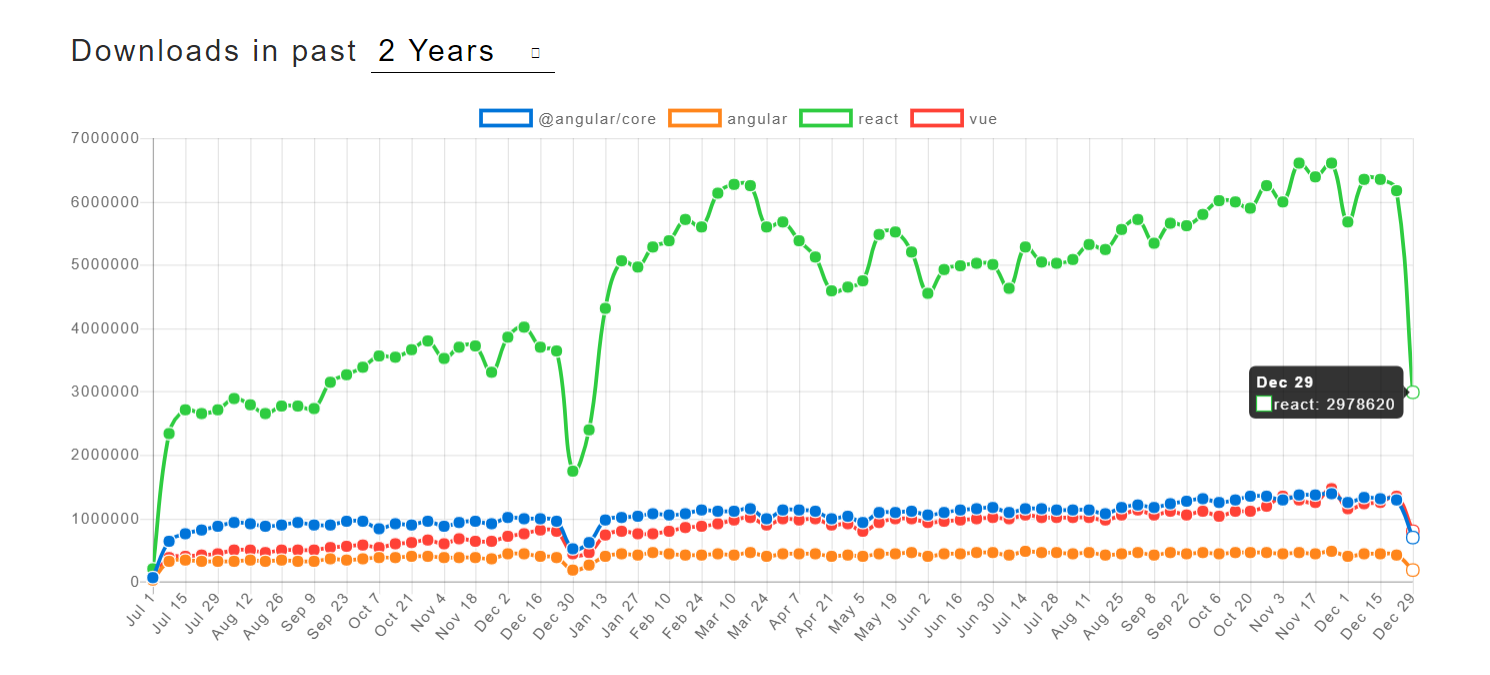 Downloads in past 2 Years
@angular/core angular react vue
7000000
6000000
5000000
4000000
3000000
2000000
1000000
0
Dec 29
react: 2978620
Jul 1 Jul 15 Jul 29 Aug 12 Aug 26 Sep 9 Sep 23 Oct 7 Oct 21 Nov 4 Nov 18 Dec 2 Dec 16 Dec 30 Jan 13 Jan 27 Feb 10 Feb 24 Mar 10 Mar 24 Apr 7 Apr 21 May 5 May 19 Jun 2 Jun 16 Jun 30 Jul 14 Jul 28 Aug 11 Aug 25 Sep 8 Sep 22 Oct 6 Oct 20 Nov 3 Nov 17 Dec 1 Dec 15 Dec 29